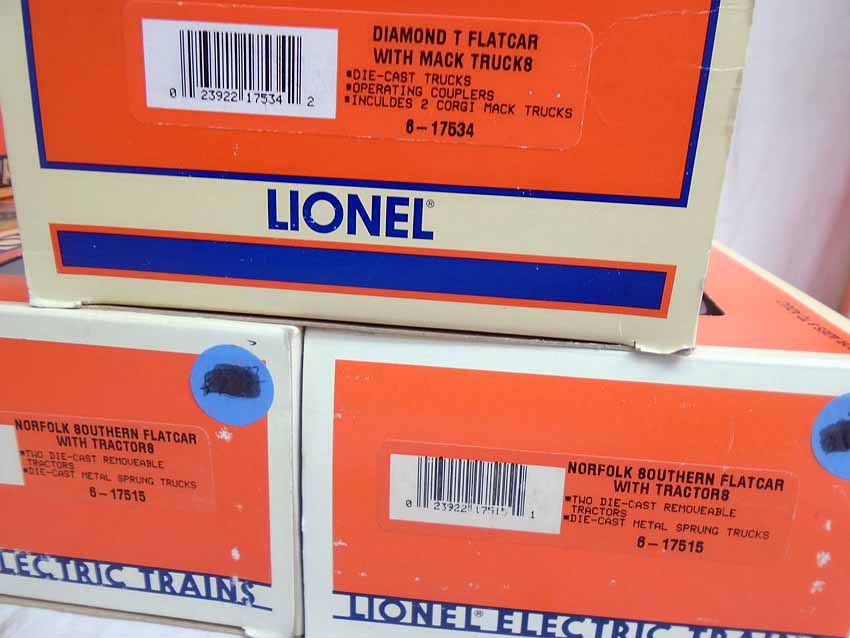 DIAMOND T FLATCAR
WITH MACK TRUCKS
*DIE-CAST TRUCKS
*OPERATING COUPLERS
*INCULDES 2 CORGI MACK TRUCKS
6-17534
0 23922 17534 2
LIONEL®
NORFOLK SOUTHERN FLATCAR
WITH TRACTORS
*TWO DIE-CAST REMOVEABLE
TRACTORS
*DIE-CAST METAL SPRUNG TRUCKS
6-17515
LECTRIC TRAINS
NORFOLK SOUTHERN FLATCAR
WITH TRACTORS
*TWO DIE-CAST REMOVEABLE
TRACTORS
*DIE-CAST METAL SPRUNG TRUCKS
6-17515
0 23922 17515 1
LIONEL® ELECTRIC TRA